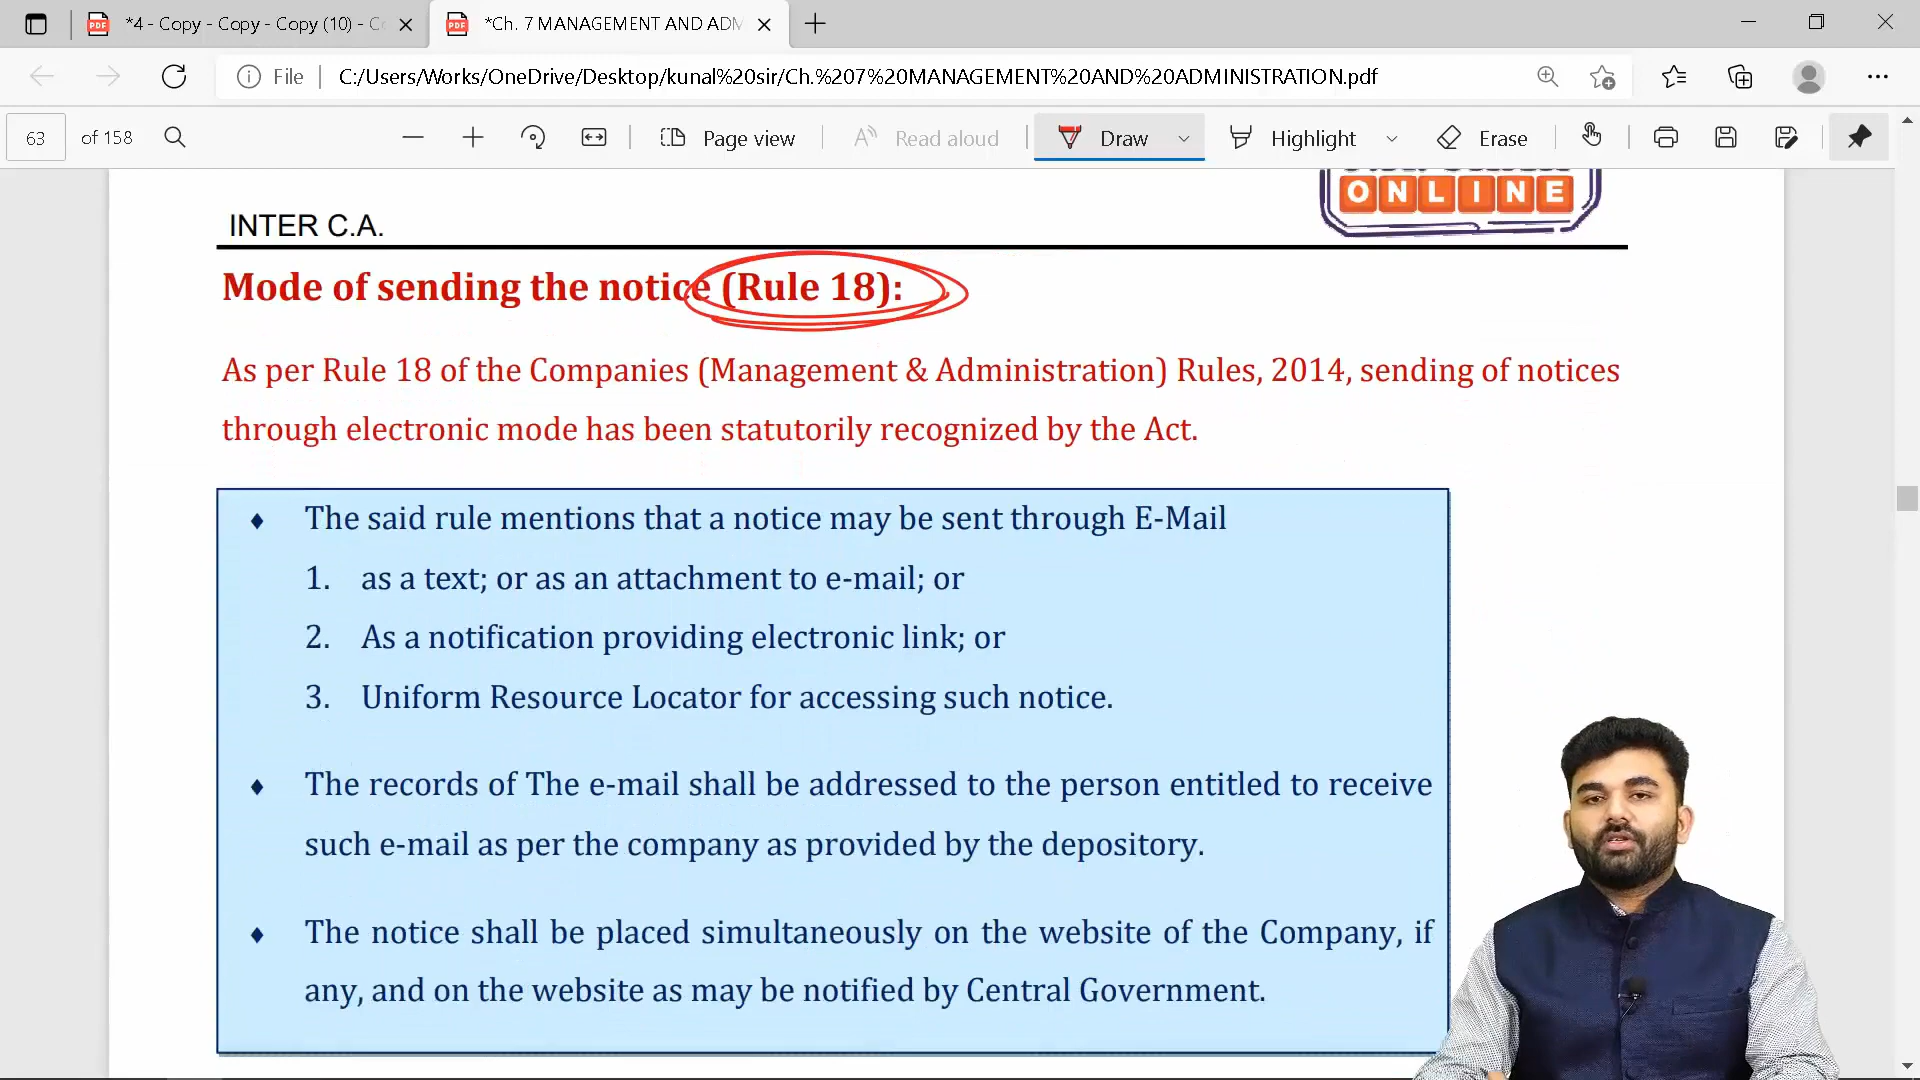 *4 - Copy - Copy - Copy (10) - C
*Ch. 7 MANAGEMENT AND ADM
File
C:/Users/Works/OneDrive/Desktop/kunal%20sir/Ch.%207%20MANAGEMENT%20AND%20ADMINISTRATION.pdf
63 of 158
Page view
Read aloud
Draw
Highlight
Erase
ONLINE
INTER C.A.
Mode of sending the notice (Rule 18):
As per Rule 18 of the Companies (Management & Administration) Rules, 2014, sending of notices
through electronic mode has been statutorily recognized by the Act.
♦ The said rule mentions that a notice may be sent through E-Mail
1. as a text; or as an attachment to e-mail; or
2. As a notification providing electronic link; or
3. Uniform Resource Locator for accessing such notice.
♦ The records of The e-mail shall be addressed to the person entitled to receive
such e-mail as per the company as provided by the depository.
♦ The notice shall be placed simultaneously on the website of the Company, if
any, and on the website as may be notified by Central Government.